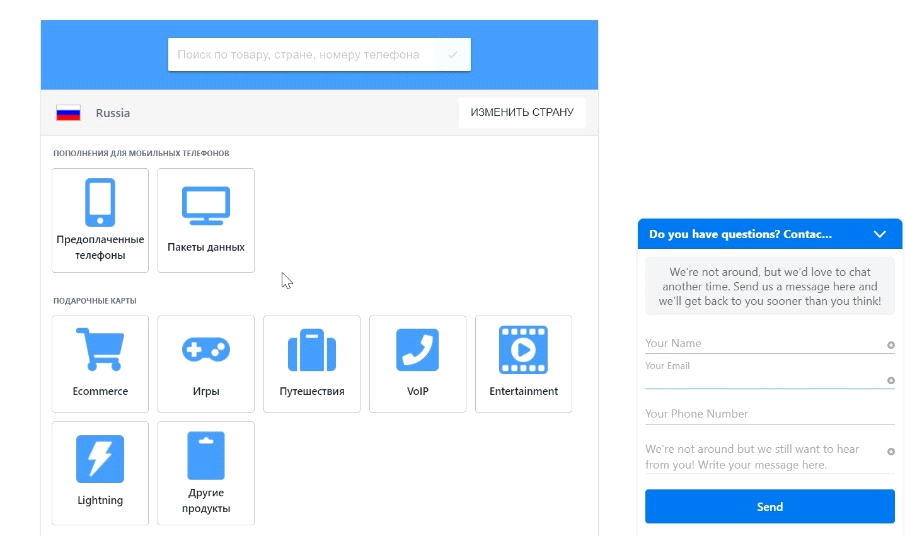 Поиск по товару, стране, номеру телефона
Russia
ИЗМЕНИТЬ СТРАНУ
ПОПОЛНЕНИЯ ДЛЯ МОБИЛЬНЫХ ТЕЛЕФОНОВ
Предоплаченные
телефоны
Пакеты данных
ПОДАРОЧНЫЕ КАРТЫ
Ecommerce
Игры
Путешествия
VoIP
Entertainment
Lightning
Другие
продукты
Do you have questions? Contac...
We're not around, but we'd love to chat
another time. Send us a message here and
we'll get back to you sooner than you think!
Your Name
Your Email
Your Phone Number
We're not around but we still want to hear
from you! Write your message here.
Send